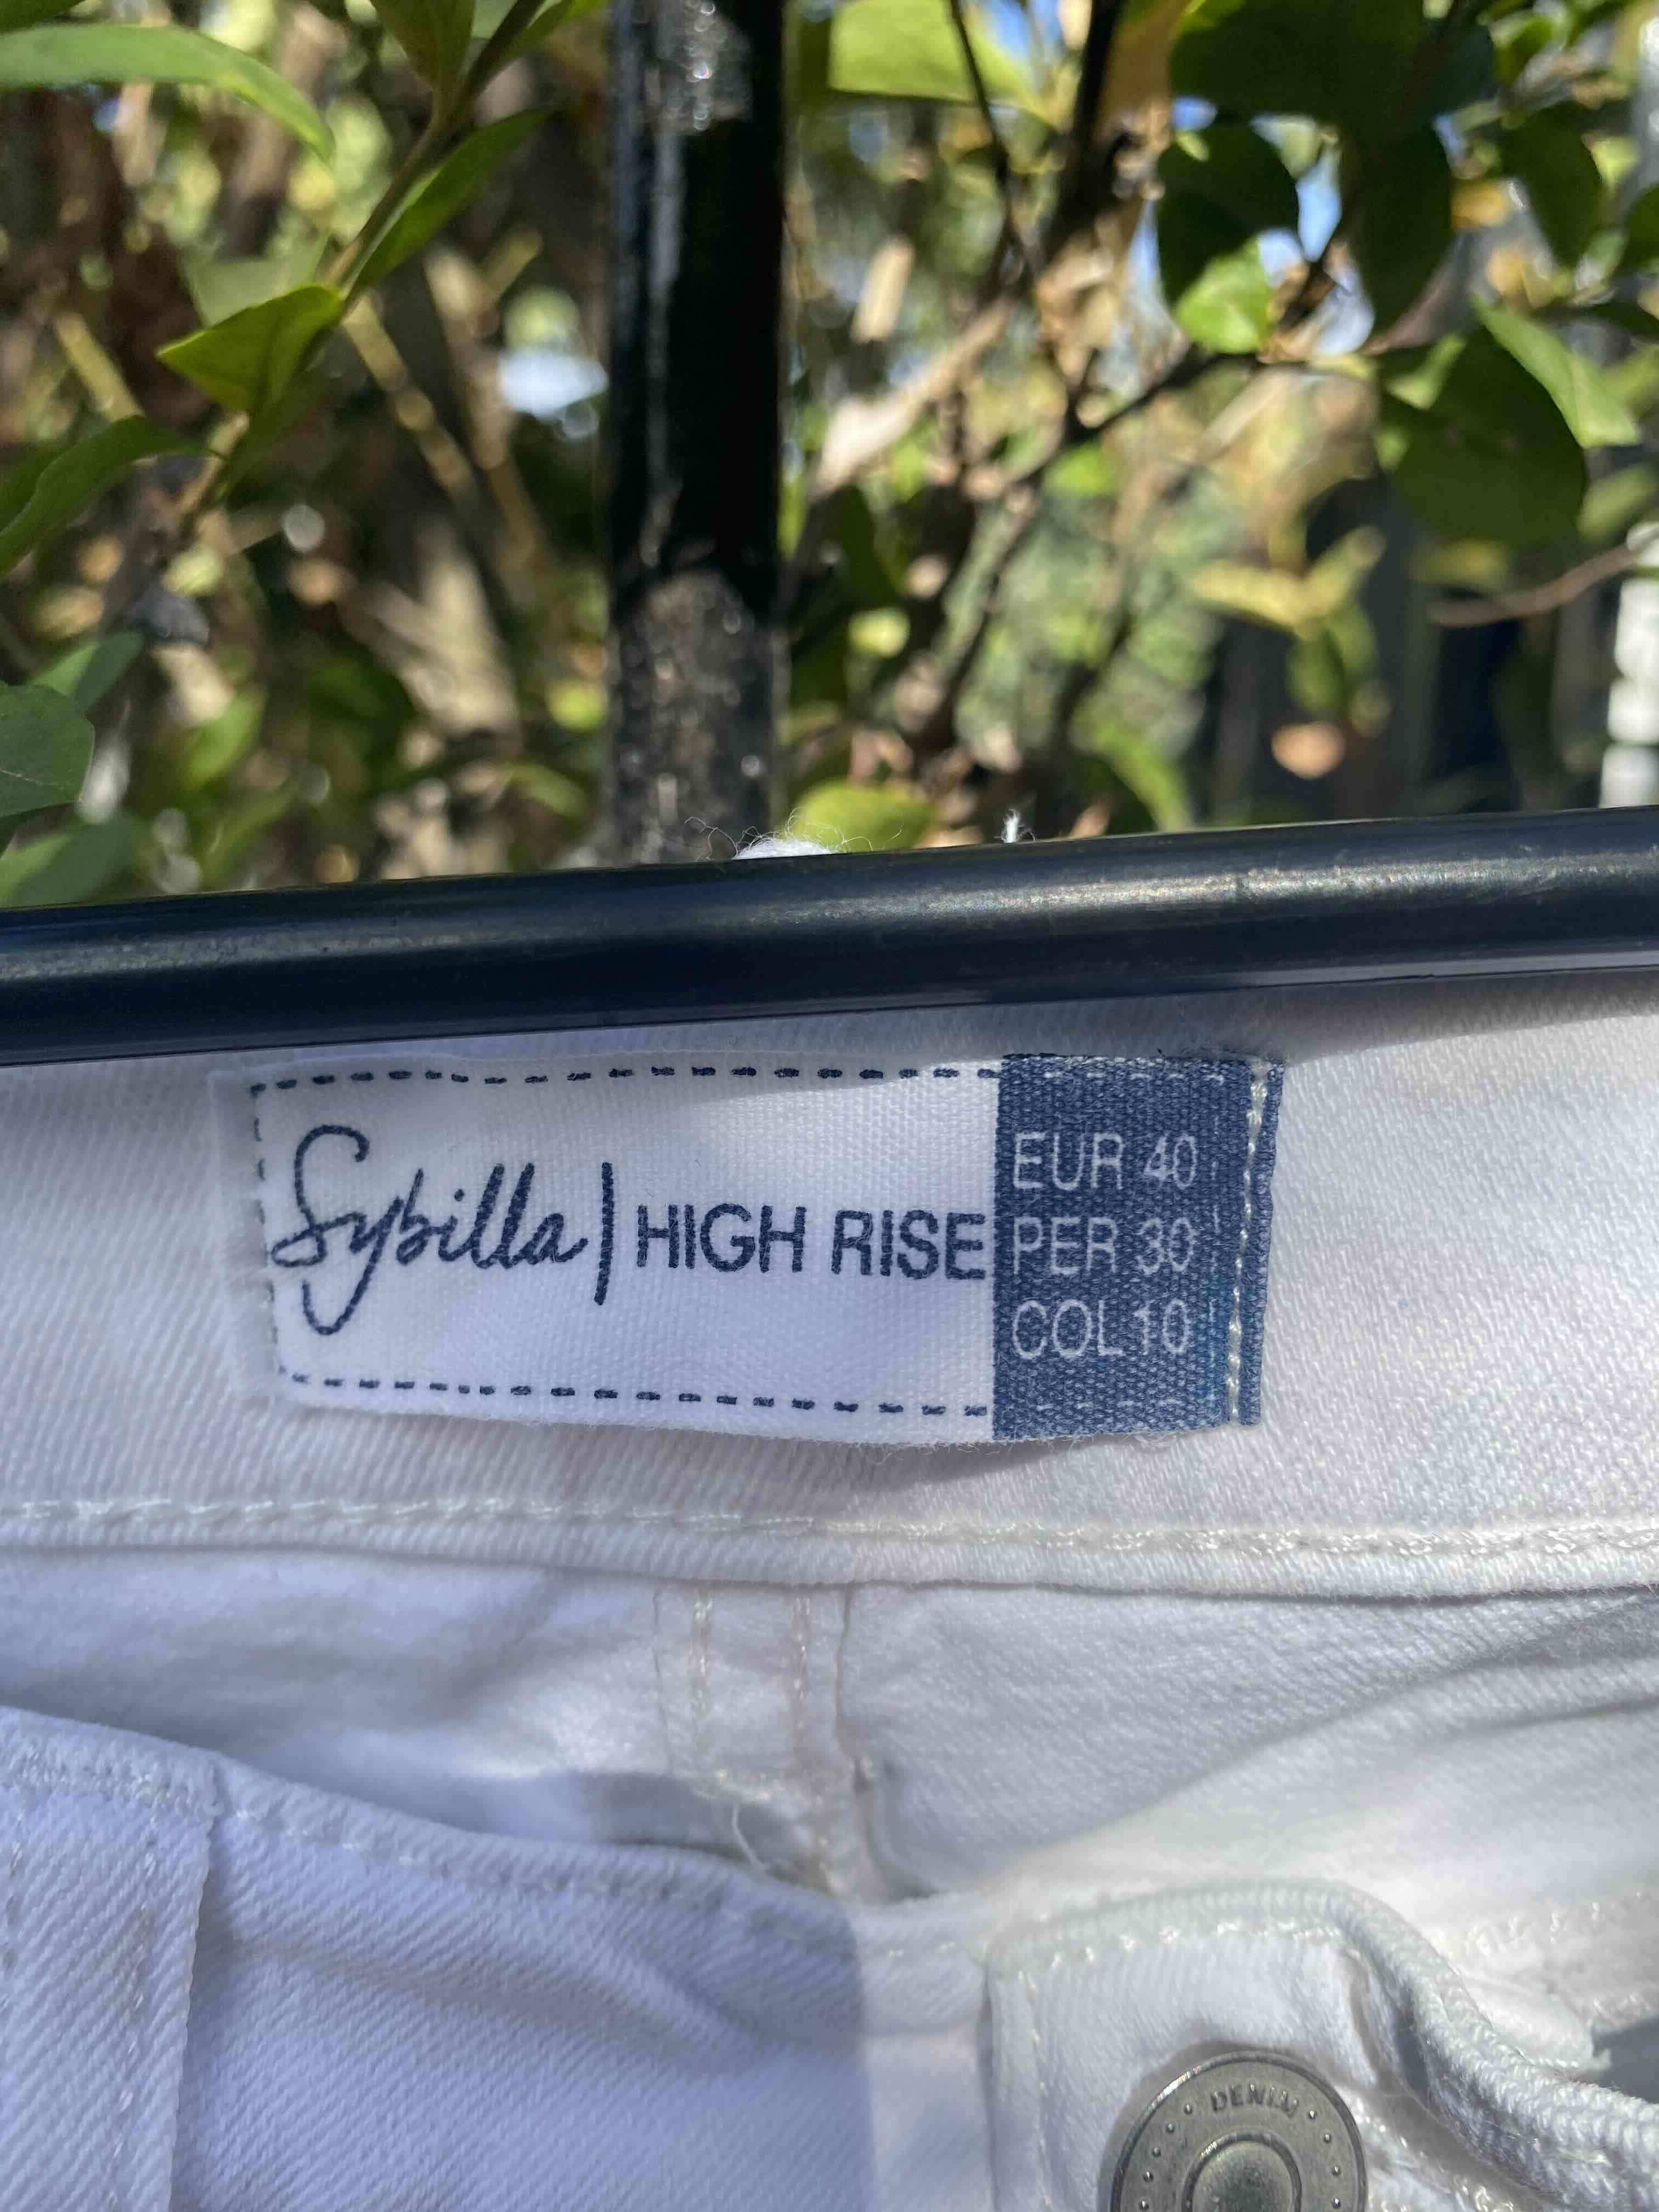 Sybilla | HIGH RISE
EUR 40
PER 30
COL 10
DENIM